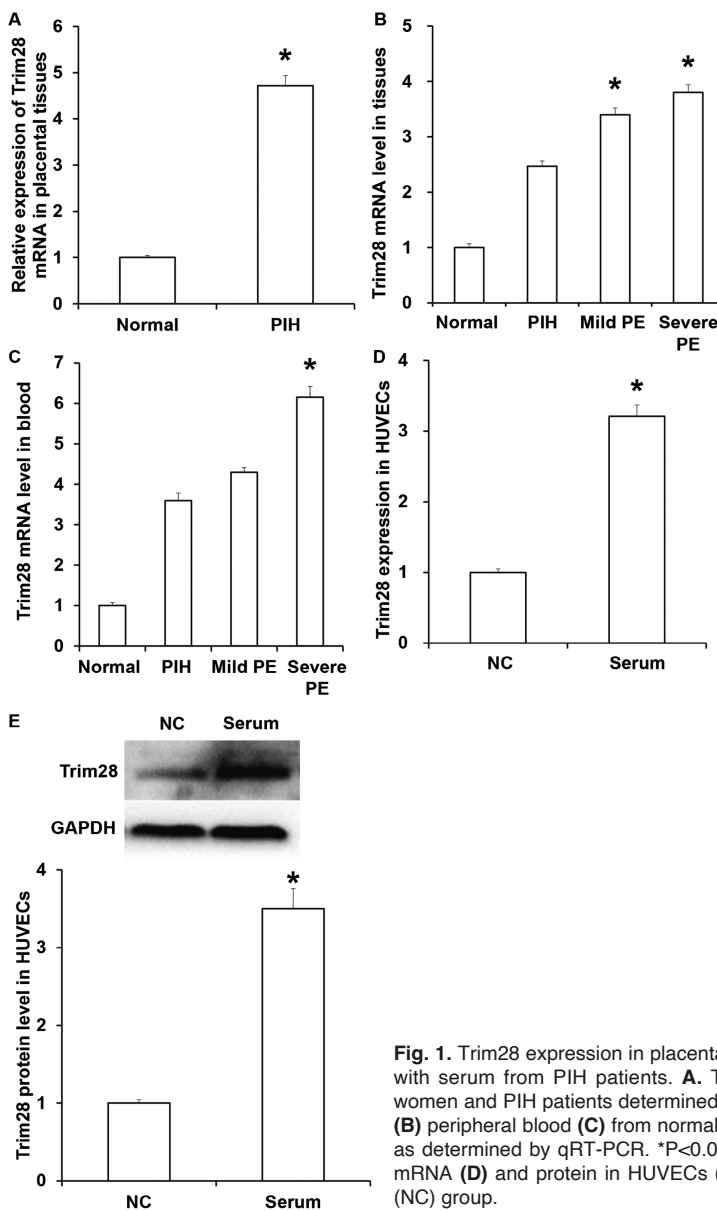 A
Relative expression of Trim28
mRNA in placental tissues
6
5
4
3
2
1
0
*
Normal PIH
B
Trim28 mRNA level in tissues
5
4
3
2
1
0
*
*
Normal PIH Mild PE Severe
PE
C
Trim28 mRNA level in blood
7
6
5
4
3
2
1
0
*
Normal PIH Mild PE Severe
PE
D
Trim28 expression in HUVECs
4
3
2
1
0
*
NC Serum
E
NC Serum
Trim28
GAPDH
Trim28 protein level in HUVECs
4
3
2
1
0
*
NC Serum
Fig. 1. Trim28 expression in placenta
with serum from PIH patients. A. T
women and PIH patients determined
(B) peripheral blood (C) from normal
as determined by qRT-PCR. *P<0.0
mRNA (D) and protein in HUVECs (
(NC) group.